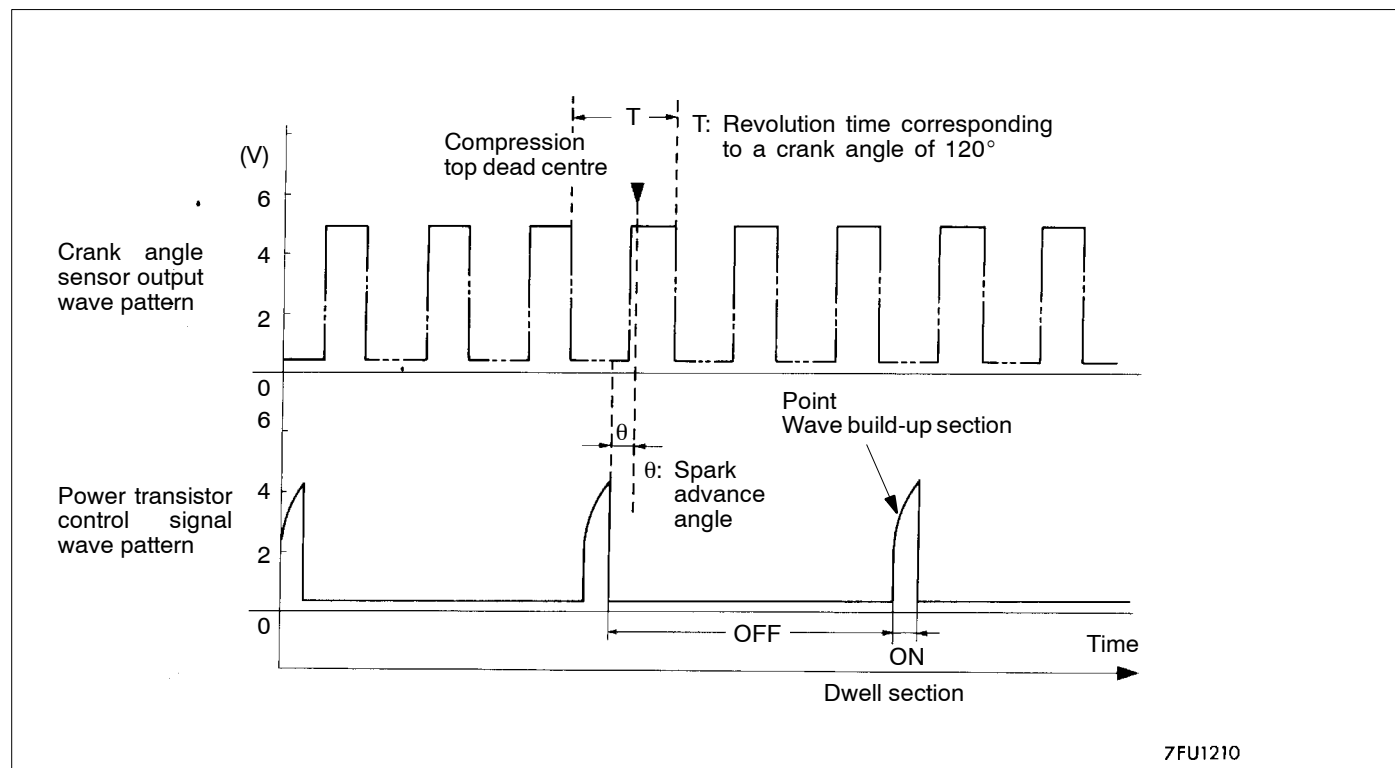 T
T: Revolution time corresponding
to a crank angle of 120°
Compression
top dead centre
(V)
6
4
2
0
Crank angle
sensor output
wave pattern
6
4
2
0
Power transistor
control signal
wave pattern
θ
θ: Spark
advance
angle
Point
Wave build-up section
OFF
ON
Time
Dwell section
7FU1210